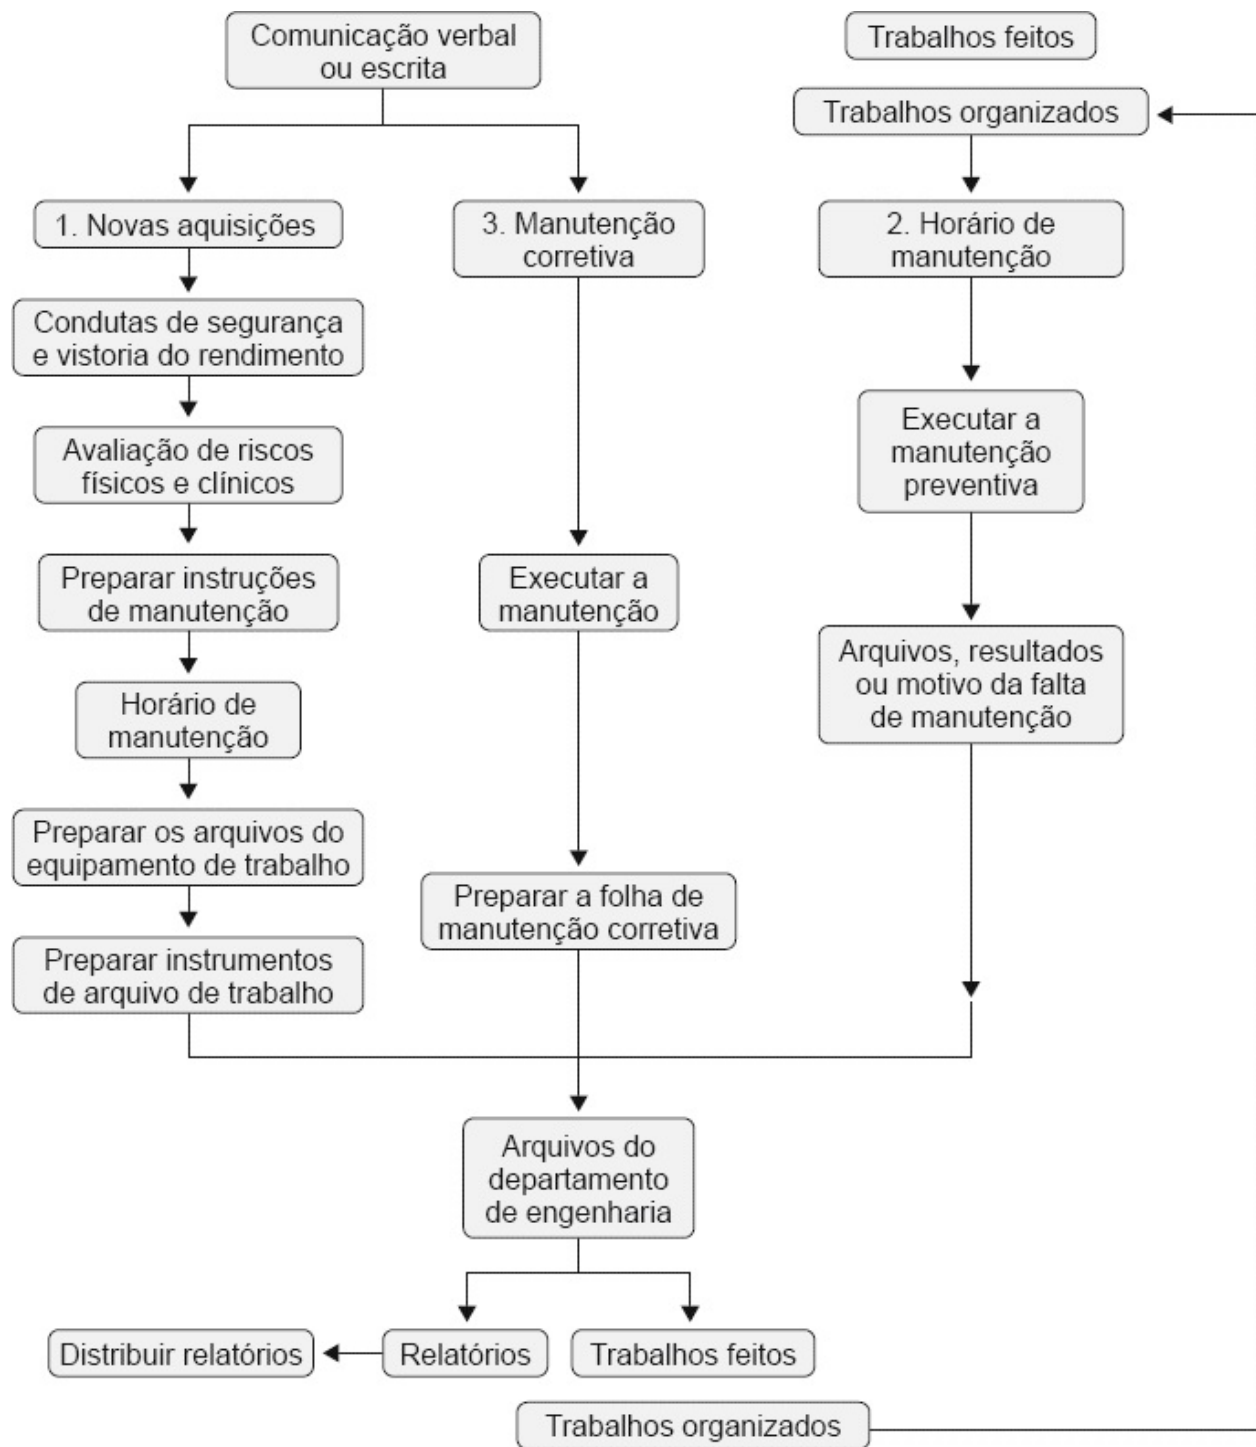 Comunicação verbal
ou escrita
Trabalhos feitos
Trabalhos organizados
1. Novas aquisições
3. Manutenção
corretiva
2. Horário de
manutenção
Condutas de segurança
e vistoria do rendimento
Avaliação de riscos
físicos e clínicos
Executar a
manutenção
preventiva
Preparar instruções
de manutenção
Executar a
manutenção
Arquivos, resultados
ou motivo da falta
de manutenção
Horário de
manutenção
Preparar os arquivos do
equipamento de trabalho
Preparar a folha de
manutenção corretiva
Preparar instrumentos
de arquivo de trabalho
Arquivos do
departamento
de engenharia
Distribuir relatórios
Relatórios
Trabalhos feitos
Trabalhos organizados